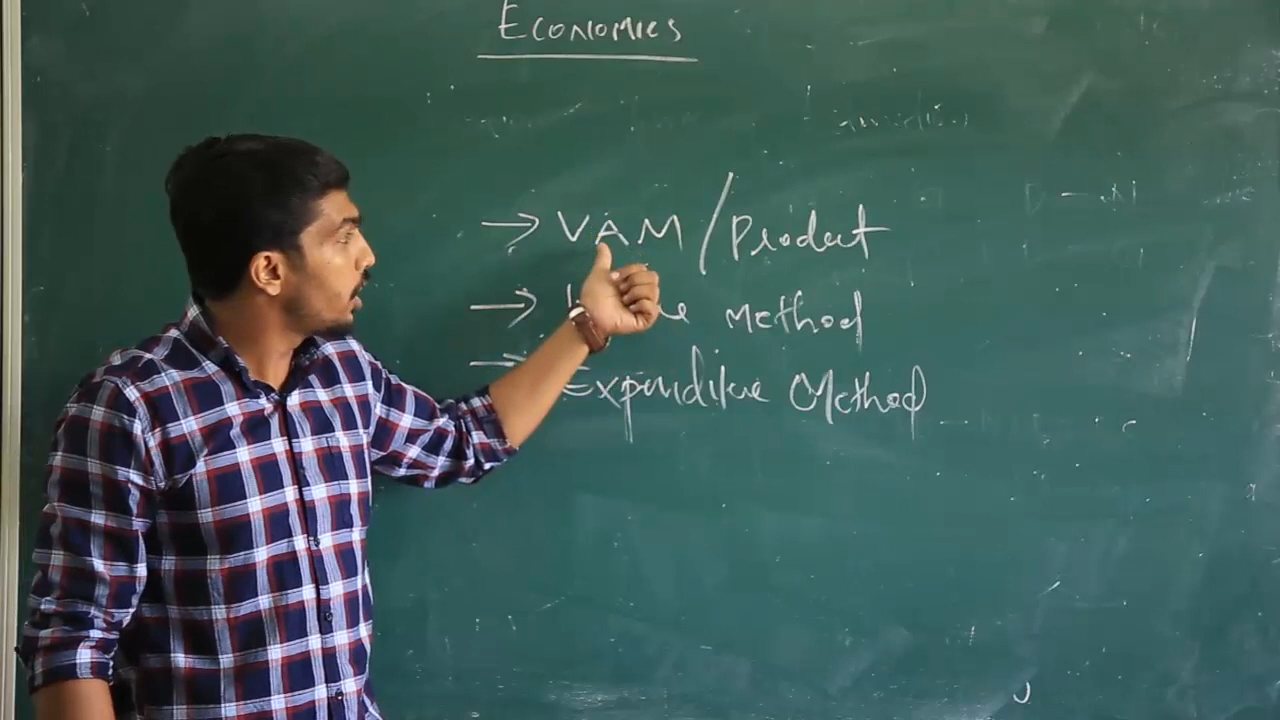 Economics
→ VAM/Product
→ method
→ Expenditure Method